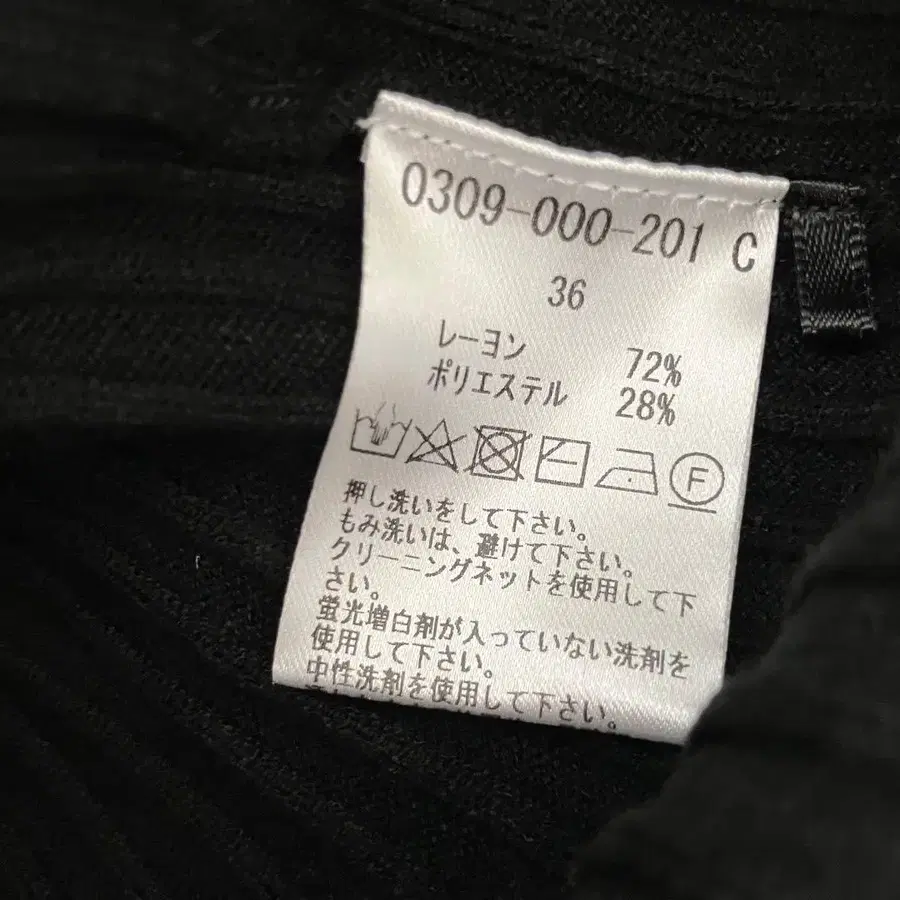 0309-000-201 C
36
レーヨン 72%
ポリエステル 28%
F
押し洗いをして下さい。
もみ洗いは、避けて下さい。
クリーニングネットを使用して下
さい。
蛍光増白剤が入っていない洗剤を
使用して下さい。
中性洗剤を使用して下さい。